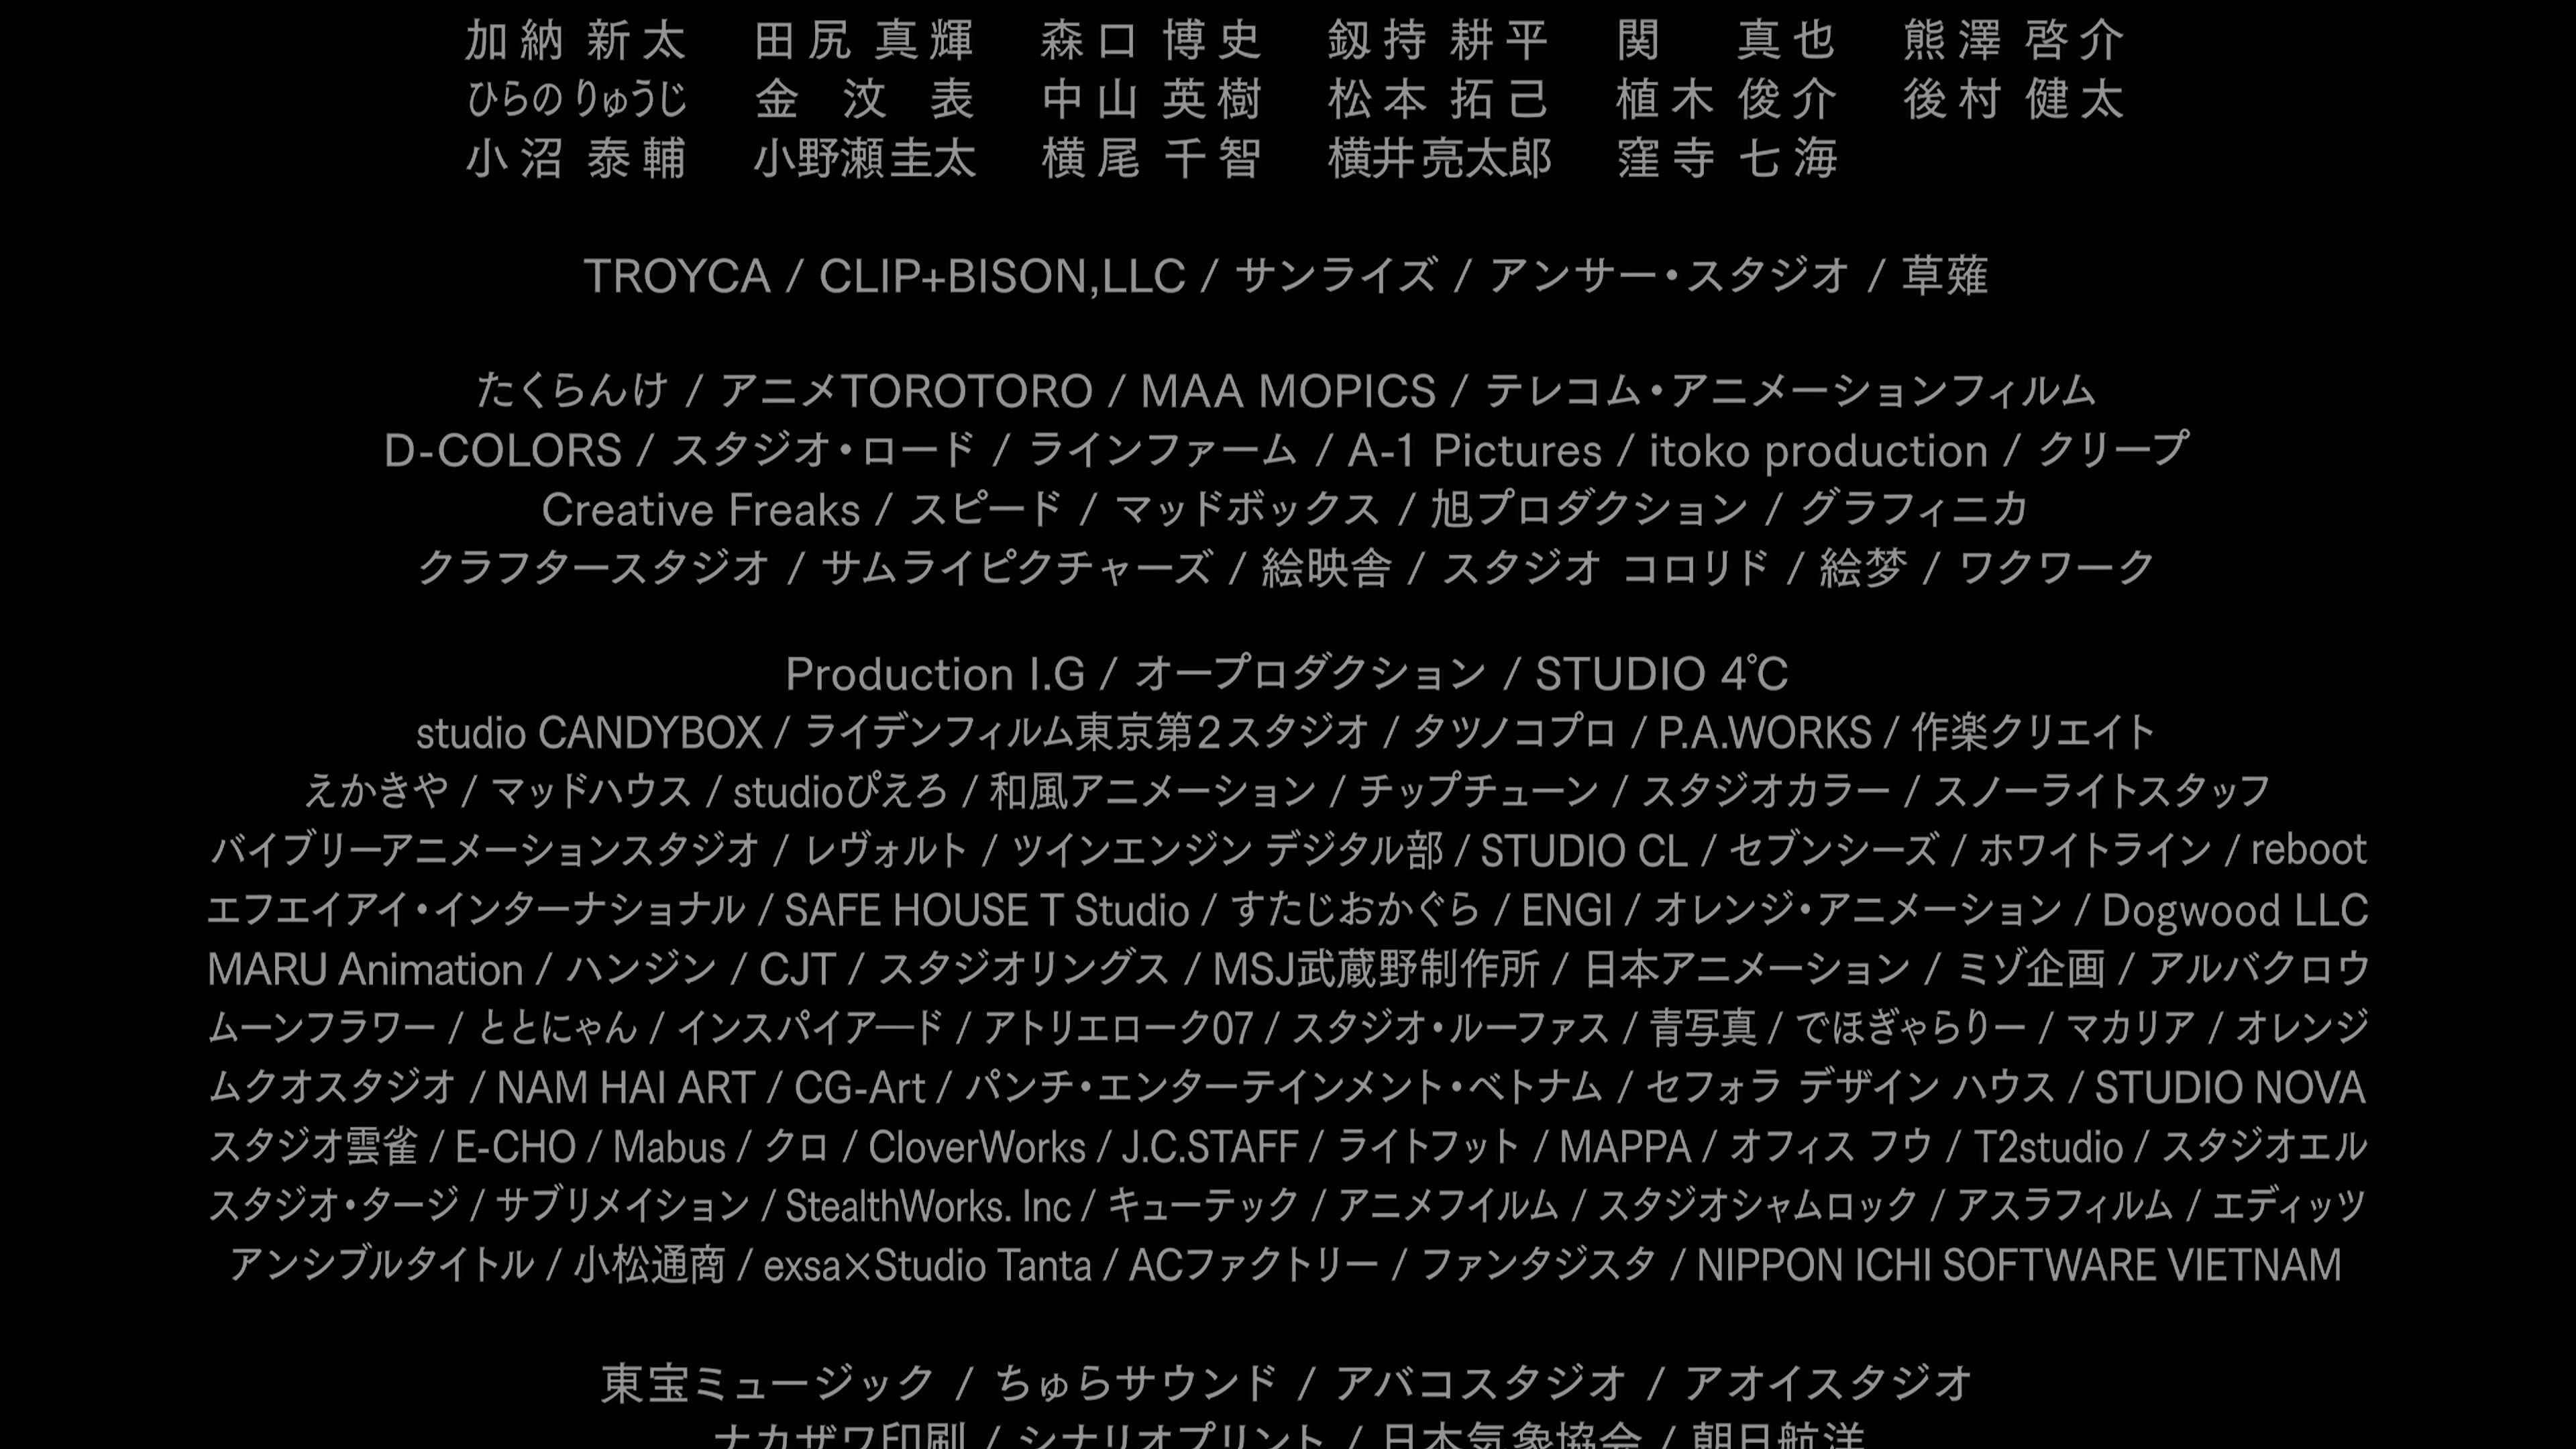 加納 新太 田尻 真輝 森口 博史 釼持 耕平 関 真也 熊澤 啓介
ひらの りゅうじ 金 汶 表 中山 英樹 松本 拓己 植木 俊介 後村 健太
小沼 泰輔 小野瀬圭太 横尾 千智 横井亮太郎 窪寺 七海
TROYCA / CLIP+BISON,LLC / サンライズ / アンサー・スタジオ / 草薙
たくらんけ / アニメTOROTORO / MAA MOPICS / テレコム・アニメーションフィルム
D-COLORS / スタジオ・ロード / ラインファーム / A-1 Pictures / itoko production / クリープ
Creative Freaks / スピード / マッドボックス / 旭プロダクション / グラフィニカ
クラフタースタジオ / サムライピクチャーズ / 絵映舎 / スタジオ コロリド / 絵梦 / ワクワーク
Production I.G / オープロダクション / STUDIO 4℃
studio CANDYBOX / ライデンフィルム東京第2スタジオ / タツノコプロ / P.A.WORKS / 作楽クリエイト
えかきや / マッドハウス / studioぴえろ / 和風アニメーション / チップチューン / スタジオカラー / スノーライトスタッフ
バイブリーアニメーションスタジオ / レヴォルト / ツインエンジン デジタル部 / STUDIO CL / セブンシーズ / ホワイトライン / reboot
エフエイアイ・インターナショナル / SAFE HOUSE T Studio / すたじおかぐら / ENGI / オレンジ・アニメーション / Dogwood LLC
MARU Animation / ハンジン / CJT / スタジオリングス / MSJ武蔵野制作所 / 日本アニメーション / ミゾ企画 / アルバクロウ
ムーンフラワー / ととにゃん / インスパイア―ド / アトリエローク07 / スタジオ・ルーファス / 青写真 / でほぎゃらりー / マカリア / オレンジ
ムクオスタジオ / NAM HAI ART / CG-Art / パンチ・エンターテインメント・ベトナム / セフォラ デザイン ハウス / STUDIO NOVA
スタジオ雲雀 / E-CHO / Mabus / クロ / CloverWorks / J.C.STAFF / ライトフット / MAPPA / オフィス フウ / T2studio / スタジオエル
スタジオ・タージ / サブリメイション / StealthWorks. Inc / キューテック / アニメフイルム / スタジオシャムロック / アスラフィルム / エディッツ
アンシブルタイトル / 小松通商 / exsa×Studio Tanta / ACファクトリー / ファンタジスタ / NIPPON ICHI SOFTWARE VIETNAM
東宝ミュージック / ちゅらサウンド / アバコスタジオ / アオイスタジオ
ナカザワ印刷 / シナリオプリント / 日本気象協会 / 朝日航洋